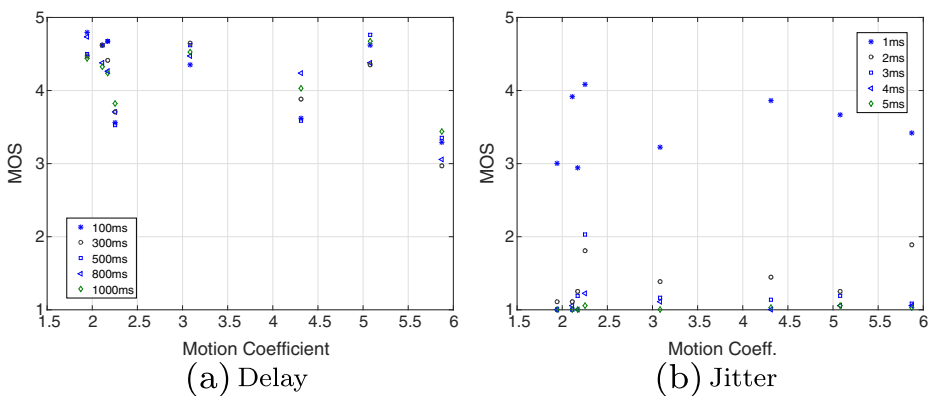 5
4
3
2
1
MOS
100ms
300ms
500ms
800ms
1000ms
1.5 2 2.5 3 3.5 4 4.5 5 5.5 6
Motion Coefficient
(a) Delay
5
4
3
2
1
MOS
1ms
2ms
3ms
4ms
5ms
1.5 2 2.5 3 3.5 4 4.5 5 5.5 6
Motion Coeff.
(b) Jitter